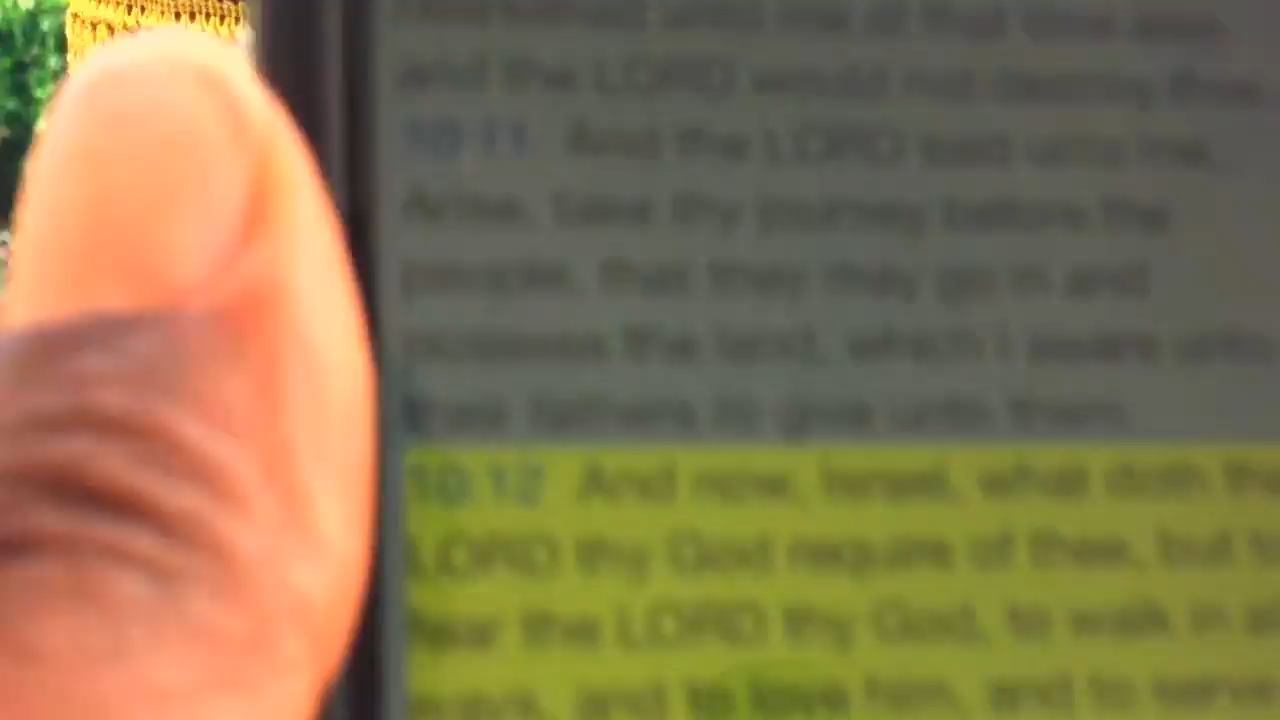 and the LORD would not destroy thee.
10:11 And the LORD said unto me,
Arise, take thy journey before the
people, that they may go in and
possess the land, which I sware unto
their fathers to give unto them.
10:12 And now, Israel, what doth the
LORD thy God require of thee, but to
fear the LORD thy God, to walk in all
and to love him, and to serve